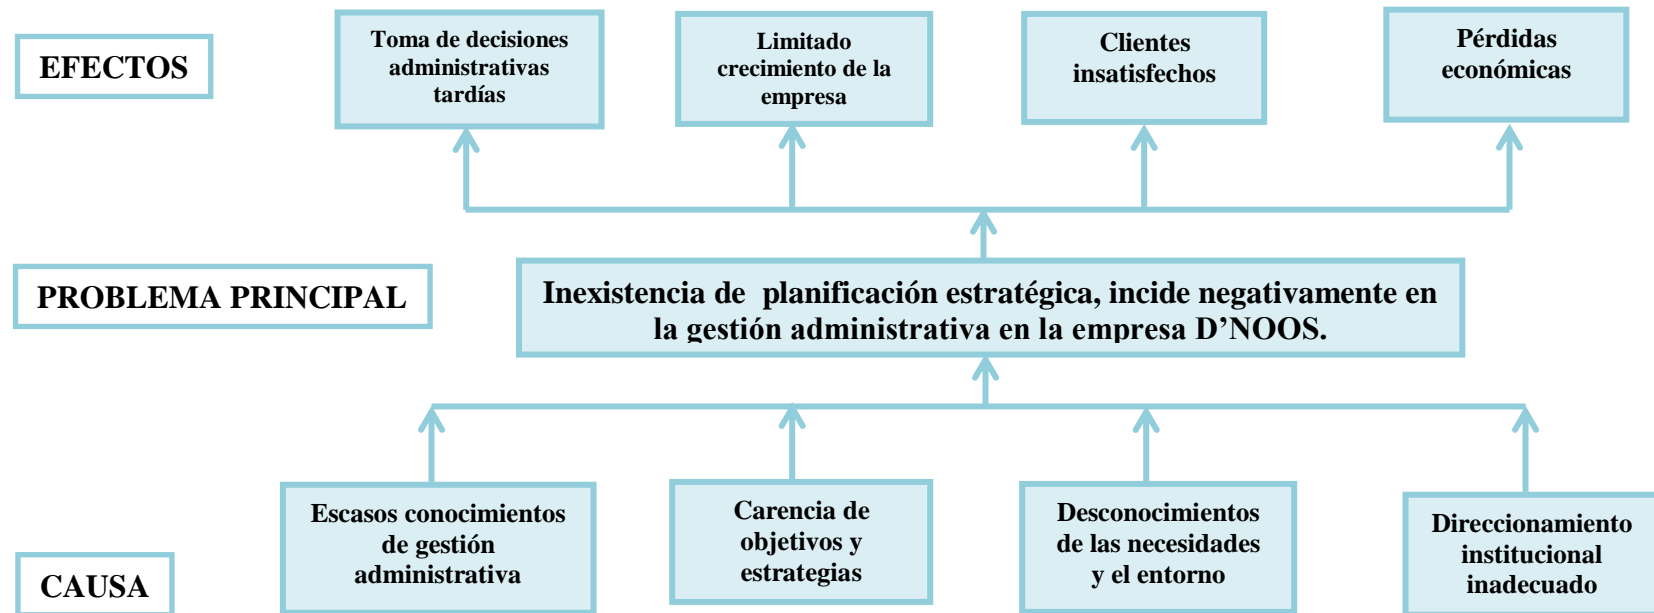 EFECTOS
Toma de decisiones
administrativas
tardías
Limitado
crecimiento de la
empresa
Clientes
insatisfechos
Pérdidas
económicas
PROBLEMA PRINCIPAL
Inexistencia de planificación estratégica, incide negativamente en
la gestión administrativa en la empresa D’NOOS.
CAUSA
Escasos conocimientos
de gestión
administrativa
Carencia de
objetivos y
estrategias
Desconocimientos
de las necesidades
y el entorno
Direccionamiento
institucional
inadecuado